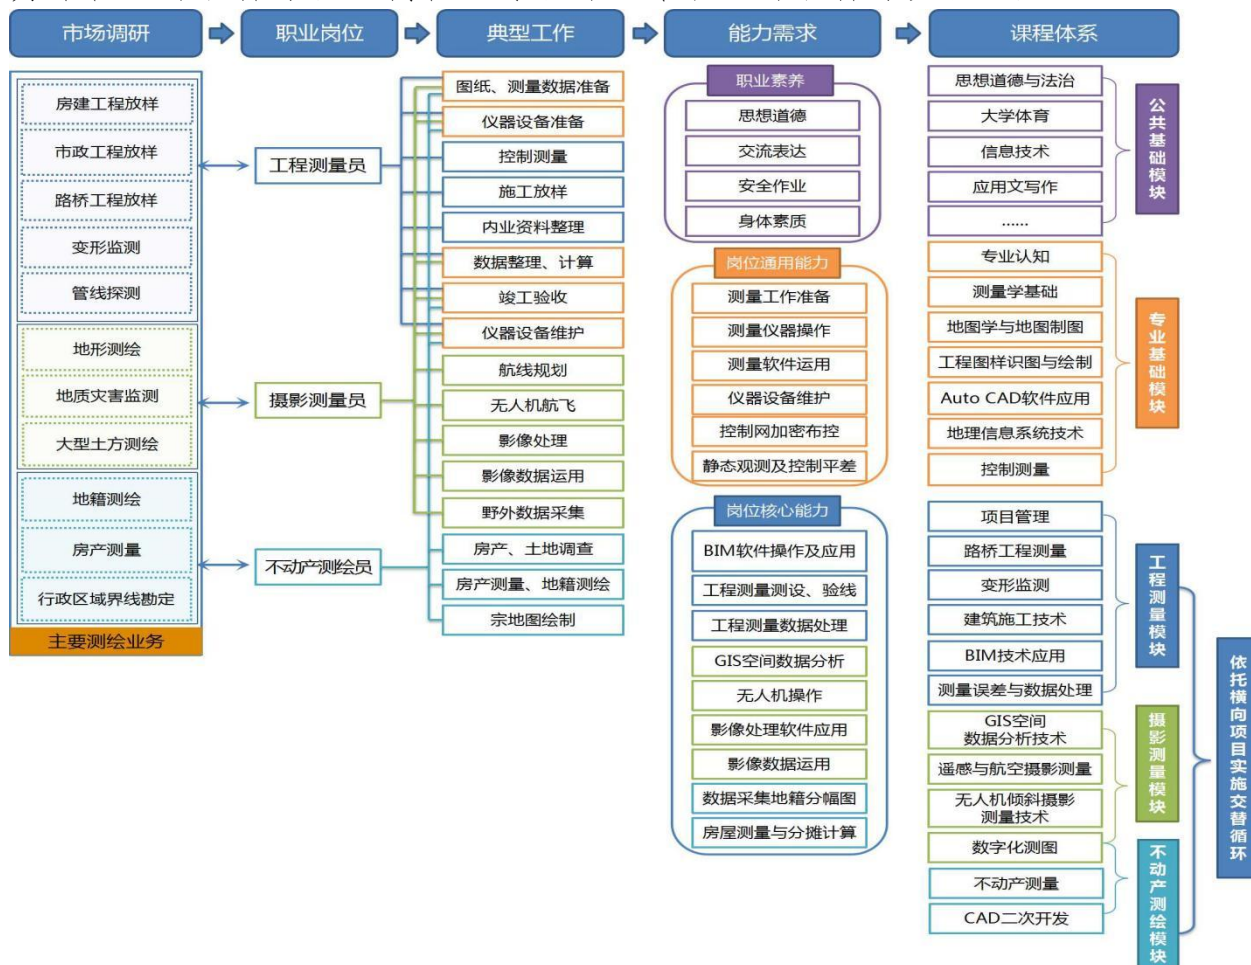 市场调研
职业岗位
典型工作
能力需求
课程体系
房建工程放样
市政工程放样
路桥工程放样
变形监测
管线探测
地形测绘
地质灾害监测
大型土方测绘
地籍测绘
房产测量
行政区域界线勘定
主要测绘业务
工程测量员
摄影测量员
不动产测绘员
图纸、测量数据准备
仪器设备准备
控制测量
施工放样
内业资料整理
数据整理、计算
竣工验收
仪器设备维护
航线规划
无人机航飞
影像处理
影像数据运用
野外数据采集
房产、土地调查
房产测量、地籍测绘
宗地图绘制
职业素养
思想道德
交流表达
安全作业
身体素质
岗位通用能力
测量工作准备
测量仪器操作
测量软件运用
仪器设备维护
控制网加密布控
静态观测及控制平差
岗位核心能力
BIM软件操作及应用
工程测量测设、验线
工程测量数据处理
GIS空间数据分析
无人机操作
影像处理软件应用
影像数据运用
数据采集地籍分幅图
房屋测量与分摊计算
思想道德与法治
大学体育
信息技术
应用文写作
......
专业认知
测量学基础
地图学与地图制图
工程图样识图与绘制
Auto CAD软件应用
地理信息系统技术
控制测量
项目管理
路桥工程测量
变形监测
建筑施工技术
BIM技术应用
测量误差与数据处理
GIS空间
数据分析技术
遥感与航空摄影测量
无人机倾斜摄影
测量技术
数字化测图
不动产测量
CAD二次开发
公共基础模块
专业基础模块
工程测量模块
摄影测量模块
不动产测绘模块
依托横向项目实施交替循环